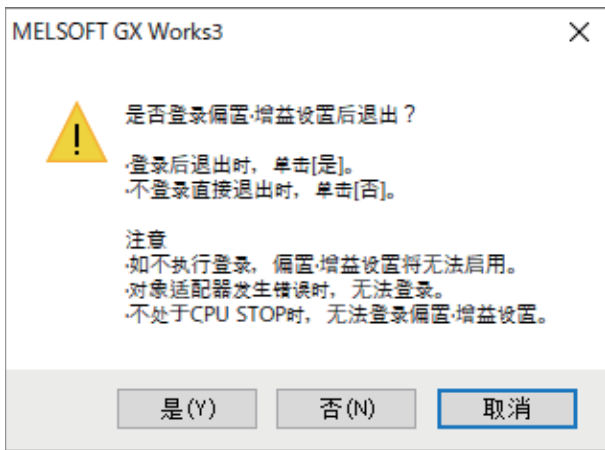 MELSOFT GX Works3
是否登录偏置·增益设置后退出？
·登录后退出时，单击[是]。
·不登录直接退出时，单击[否]。
注意
·如不执行登录，偏置·增益设置将无法启用。
·对象适配器发生错误时，无法登录。
·不处于CPU STOP时，无法登录偏置·增益设置。
是(Y)
否(N)
取消